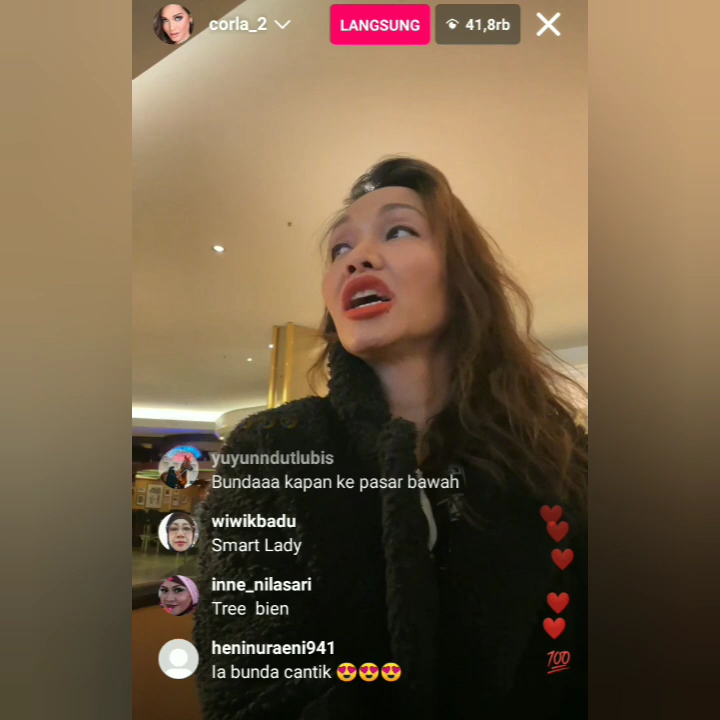 corla_2
LANGSUNG
41,8rb
yuyunndutlubis
Bundaaa kapan ke pasar bawah
wiwikbadu
Smart Lady
inne_nilasari
Tree bien
heninuraeni941
la bunda cantik 😍😍😍
💯